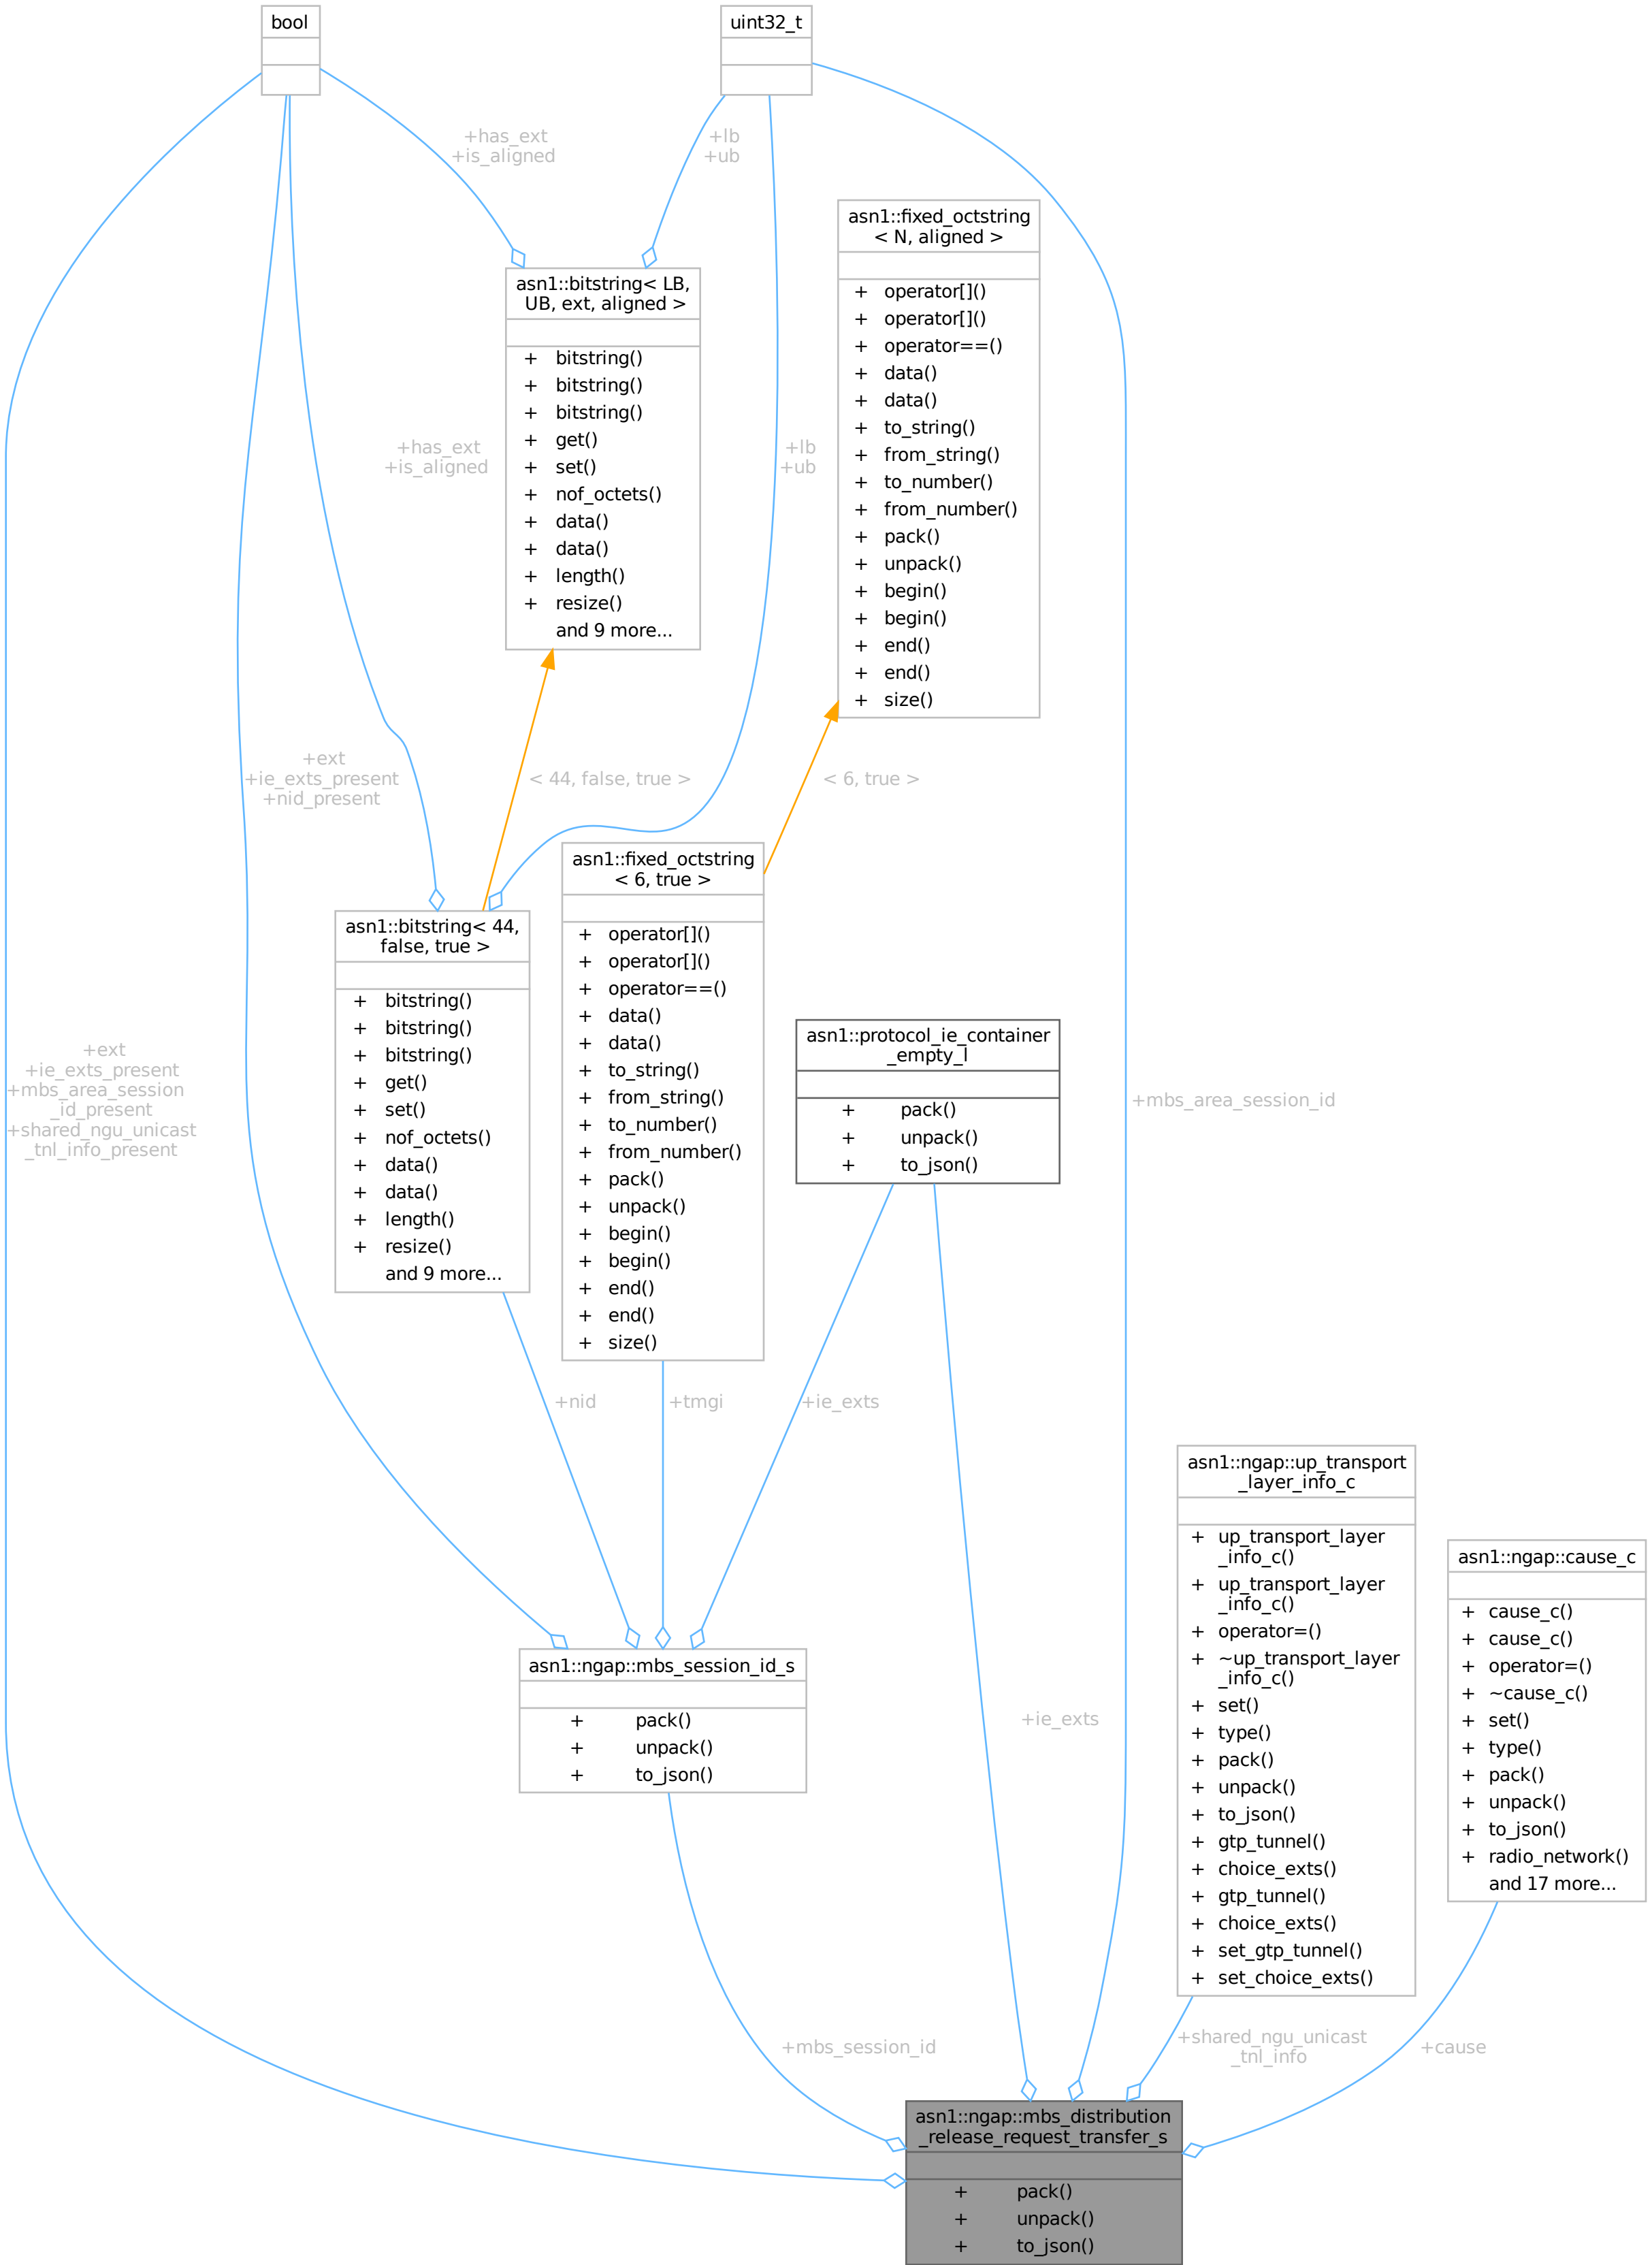 bool
uint32_t
+has_ext
+is_aligned
+lb
+ub
asn1::fixed_octstring
< N, aligned >
+ operator[]()
+ operator[]()
+ operator==()
+ data()
+ data()
+ to_string()
+ from_string()
+ to_number()
+ from_number()
+ pack()
+ unpack()
+ begin()
+ begin()
+ end()
+ end()
+ size()
asn1::bitstring< LB,
UB, ext, aligned >
+ bitstring()
+ bitstring()
+ bitstring()
+ get()
+ set()
+ nof_octets()
+ data()
+ data()
+ length()
+ resize()
and 9 more...
+has_ext
+is_aligned
+lb
+ub
+ext
+ie_exts_present
+nid_present
< 44, false, true >
< 6, true >
asn1::fixed_octstring
< 6, true >
+ operator[]()
+ operator[]()
+ operator==()
+ data()
+ data()
+ to_string()
+ from_string()
+ to_number()
+ from_number()
+ pack()
+ unpack()
+ begin()
+ begin()
+ end()
+ end()
+ size()
asn1::bitstring< 44,
false, true >
+ bitstring()
+ bitstring()
+ bitstring()
+ get()
+ set()
+ nof_octets()
+ data()
+ data()
+ length()
+ resize()
and 9 more...
asn1::protocol_ie_container
_empty_l
+ pack()
+ unpack()
+ to_json()
+ext
+ie_exts_present
+mbs_area_session
_id_present
+shared_ngu_unicast
_tnl_info_present
+mbs_area_session_id
+nid
+tmgi
+ie_exts
asn1::ngap::up_transport
_layer_info_c
+ up_transport_layer
_info_c()
+ up_transport_layer
_info_c()
+ operator=()
+ ~up_transport_layer
_info_c()
+ set()
+ type()
+ pack()
+ unpack()
+ to_json()
+ gtp_tunnel()
+ choice_exts()
+ gtp_tunnel()
+ choice_exts()
+ set_gtp_tunnel()
+ set_choice_exts()
asn1::ngap::cause_c
+ cause_c()
+ cause_c()
+ operator=()
+ ~cause_c()
+ set()
+ type()
+ pack()
+ unpack()
+ to_json()
+ radio_network()
and 17 more...
asn1::ngap::mbs_session_id_s
+ pack()
+ unpack()
+ to_json()
+ie_exts
+mbs_session_id
+shared_ngu_unicast
_tnl_info
+cause
asn1::ngap::mbs_distribution
_release_request_transfer_s
+ pack()
+ unpack()
+ to_json()